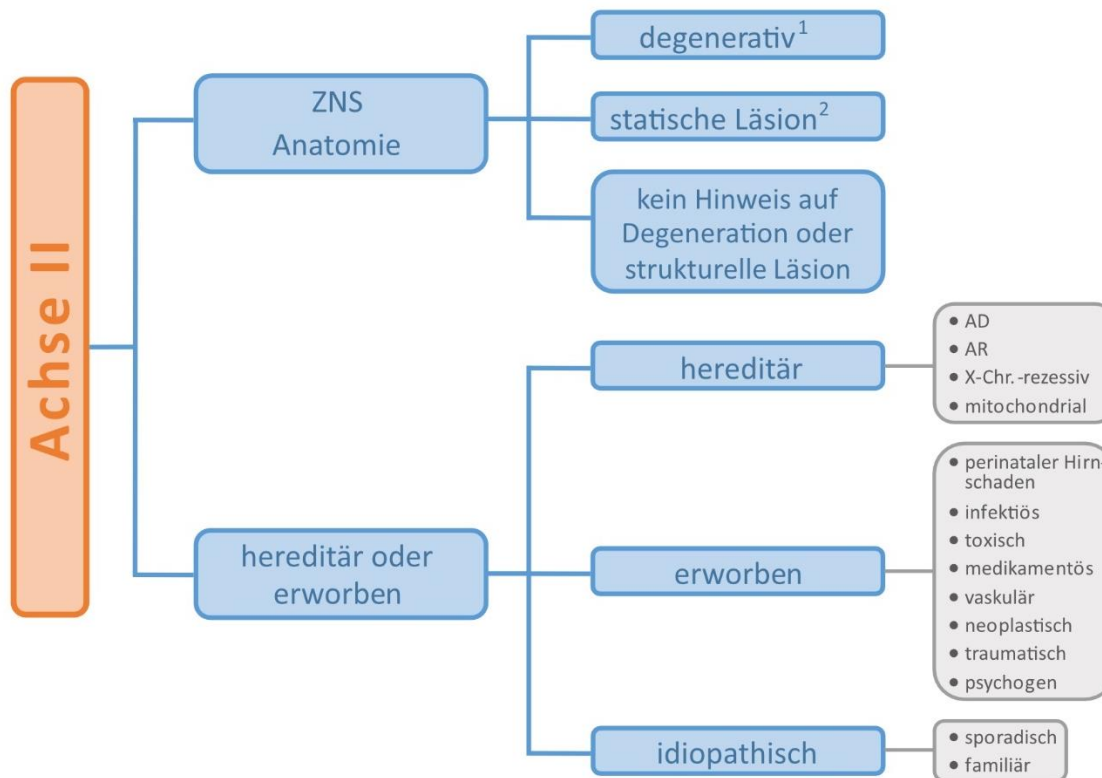 Achse II
ZNS
Anatomie
degenerativ¹
statische Läsion²
kein Hinweis auf
Degeneration oder
strukturelle Läsion
hereditär oder
erworben
hereditär
• AD
• AR
• X-Chr.-rezessiv
• mitochondrial
erworben
• perinataler Hirn-
schaden
• infektiös
• toxisch
• medikamentös
• vaskulär
• neoplastisch
• traumatisch
• psychogen
idiopathisch
• sporadisch
• familiär